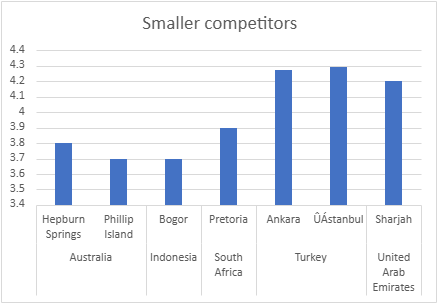 Smaller competitors
4.4
4.3
4.2
4.1
4
3.9
3.8
3.7
3.6
3.5
3.4
Hepburn
Springs
Phillip
Island
Bogor
Pretoria
Ankara
ÛÁstanbul
Sharjah
Australia
Indonesia
South
Africa
Turkey
United
Arab
Emirates